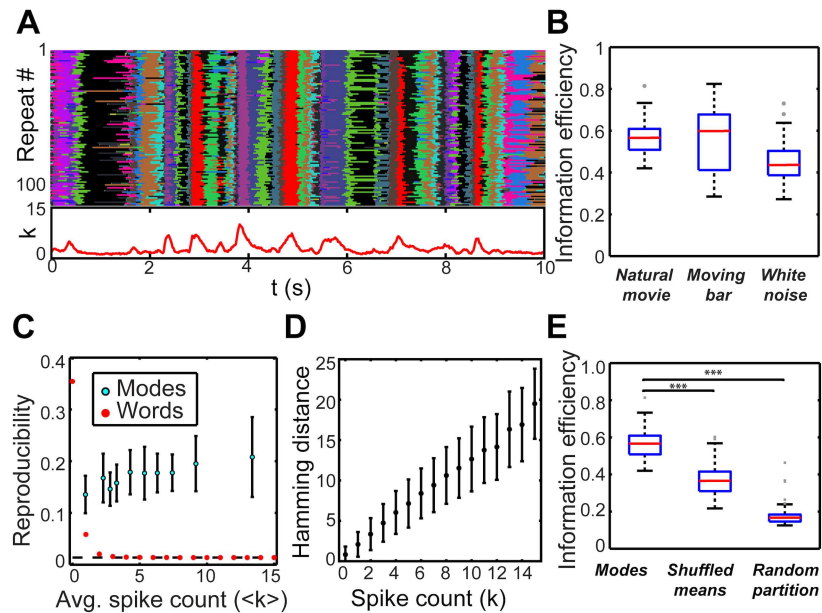 A
1
Repeat #
100
15
k
0
0 2 4 6 8 10
t (s)
B
1
0.8
0.6
0.4
0.2
0
Information efficiency
Natural movie
Moving bar
White noise
C
0.4
0.3
0.2
0.1
0
Reproducibility
Modes
Words
0 5 10 15
Avg. spike count (<k>)
D
25
20
15
10
5
0
Hamming distance
0 2 4 6 8 10 12 14
Spike count (k)
E
1.0
0.8
0.6
0.4
0.2
0
Information efficiency
***
***
Modes
Shuffled means
Random partition